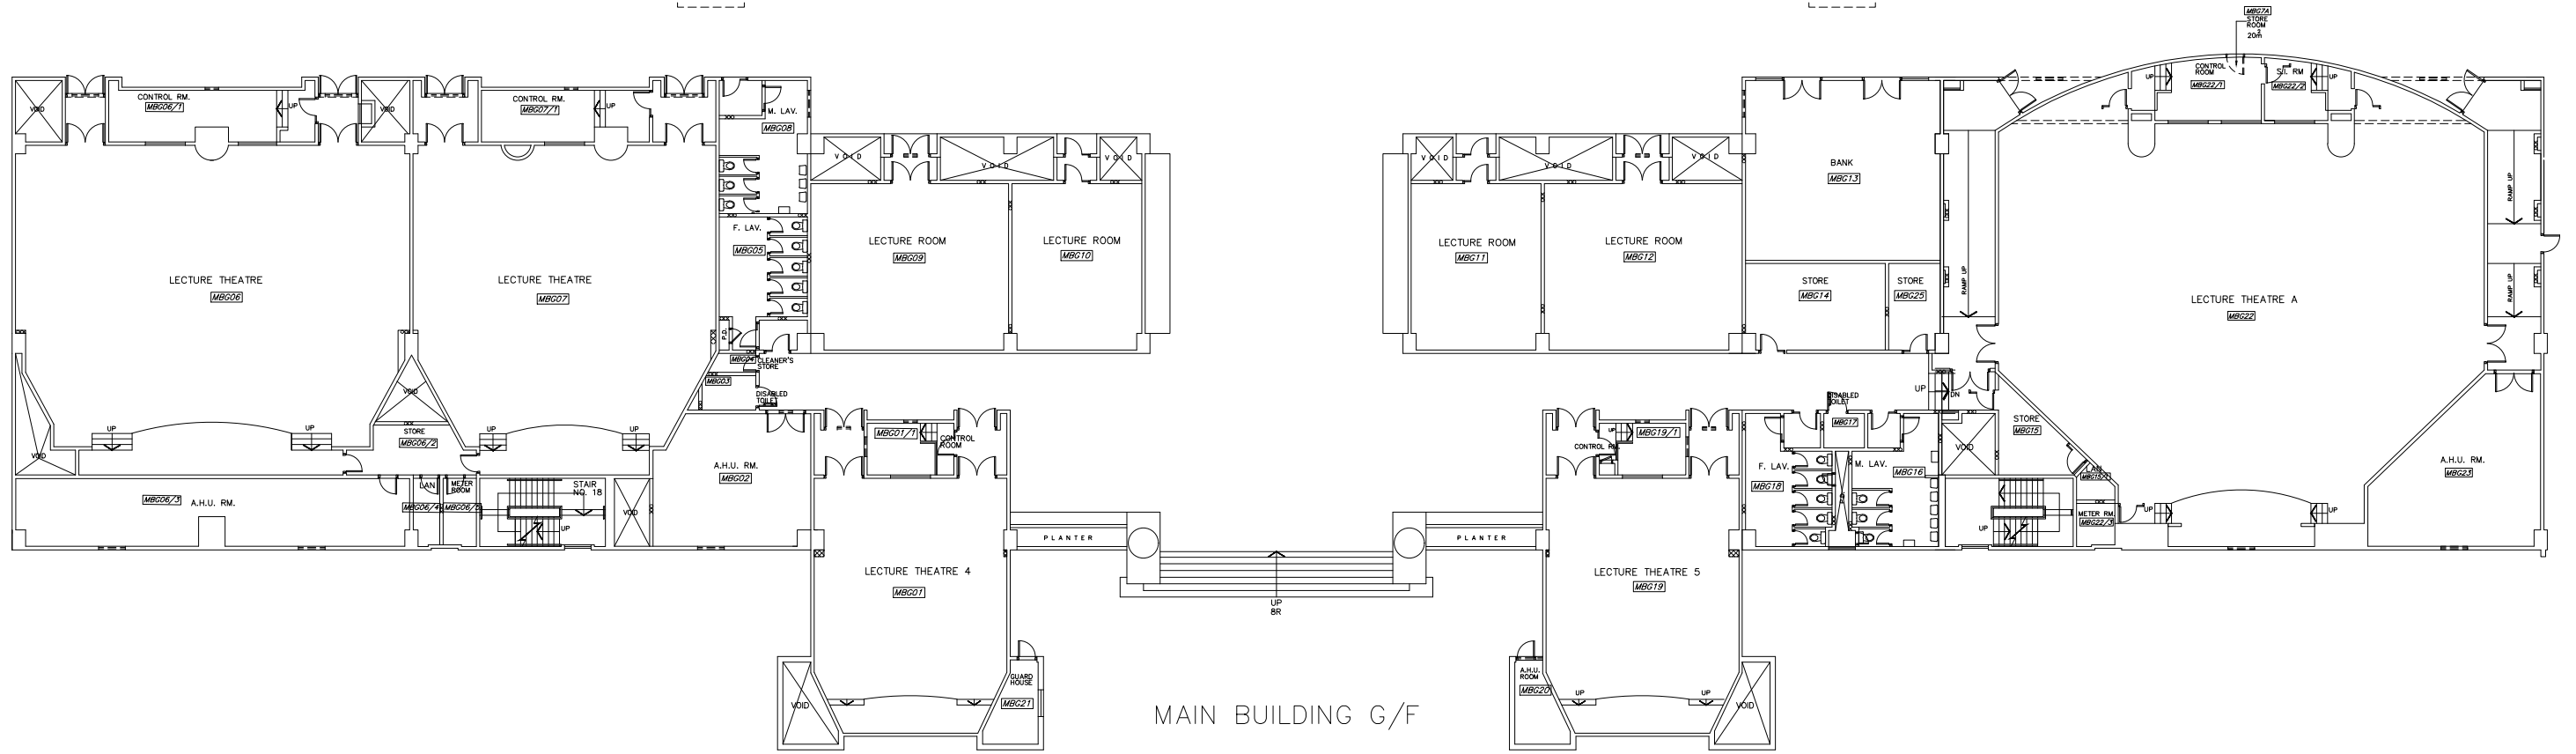 MBG7A
STORE
ROOM
20m²
VOID
CONTROL RM.
MBG06/1
UP
VOID
CONTROL RM.
MBG07/1
UP
M. LAV.
MBG08
VOID
VOID
VOID
VOID
VOID
VOID
BANK
MBG13
UP
CONTROL
ROOM
MBG22/1
S.I. RM
MBG22/2
UP
RAMP UP
F. LAV.
MBG05
LECTURE ROOM
MBG09
LECTURE ROOM
MBG10
LECTURE ROOM
MBG11
LECTURE ROOM
MBG12
LECTURE THEATRE
MBG06
LECTURE THEATRE
MBG07
STORE
MBG14
STORE
MBG25
RAMP UP
RAMP UP
LECTURE THEATRE A
MBG22
P.D.
MBG04
CLEANER'S
STORE
MBG03
DISABLED
TOILET
VOID
UP
DN
DISABLED
TOILET
MBG17
UP
UP
STORE
MBG06/2
UP
UP
MBG01/1
CONTROL
ROOM
UP
MBG19/1
CONTROL RM.
STORE
MBG15
VOID
VOID
A.H.U. RM.
MBG02
F. LAV.
MBG18
M. LAV.
MBG16
LAN
A.H.U. RM.
MBG23
MBG06/3
A.H.U. RM.
LAN
MBG06/4
METER
ROOM
MBG06/5
STAIR
NO. 18
UP
VOID
UP
METER RM.
MBG22/3
UP
UP
PLANTER
PLANTER
LECTURE THEATRE 4
MBG01
LECTURE THEATRE 5
MBG19
UP
8R
VOID
GUARD
HOUSE
MBG21
A.H.U.
ROOM
MBG20
UP
UP
VOID
MAIN BUILDING G/F